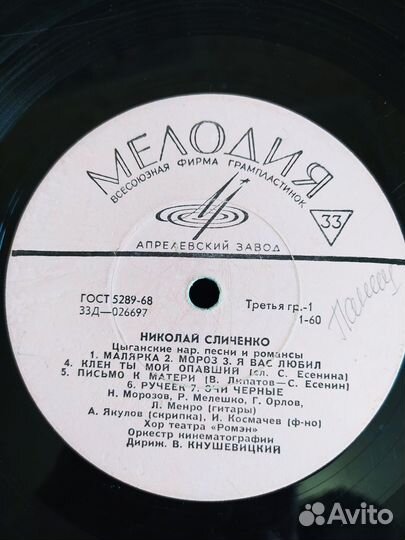 МЕЛОДИЯ
ВСЕСОЮЗНАЯ ФИРМА ГРАМПЛАСТИНОК
33
АПРЕЛЕВСКИЙ ЗАВОД
ГОСТ 5289-68
33Д—026697
Третья гр.-1
1-60
НИКОЛАЙ СЛИЧЕНКО
Цыганские нар. песни и романсы
1. МАЛЯРКА 2. МОРОЗ 3. Я ВАС ЛЮБИЛ
4. КЛЕН ТЫ МОЙ ОПАВШИЙ (сл. С. Есенина)
5. ПИСЬМО К МАТЕРИ (В. Липатов—С. Есенин)
6. РУЧЕЕК 7. ОЧИ ЧЕРНЫЕ
Н. Морозов, Р. Мелешко, Г. Орлов,
Л. Менро (гитары)
А. Якулов (скрипка), И. Космачев (ф-но)
Хор театра «Ромэн»
Оркестр кинематографии
Дириж. В. КНУШЕВИЦКИЙ
Avito